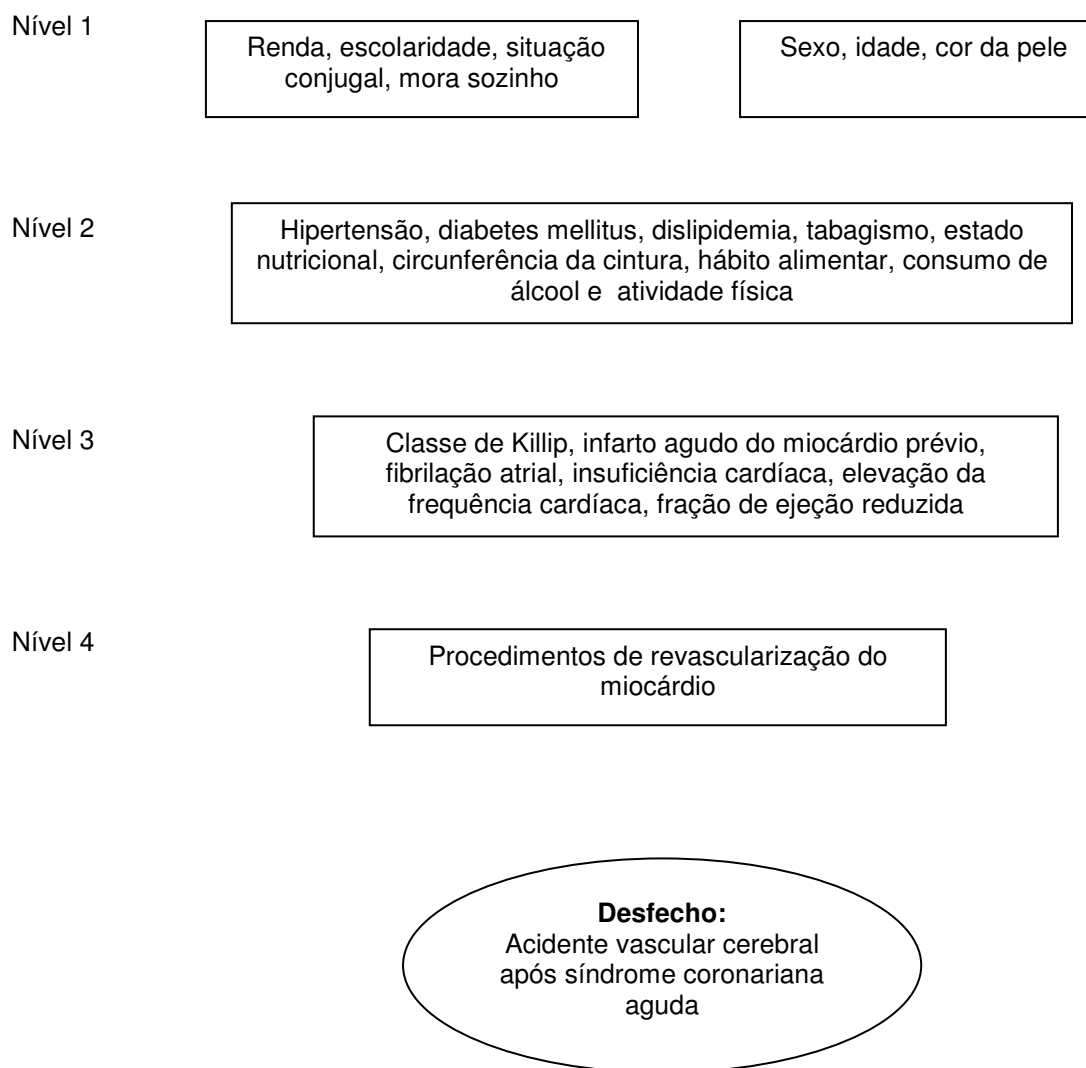 Nível 1
Renda, escolaridade, situação
conjugal, mora sozinho
Sexo, idade, cor da pele
Nível 2
Hipertensão, diabetes mellitus, dislipidemia, tabagismo, estado
nutricional, circunferência da cintura, hábito alimentar, consumo de
álcool e atividade física
Nível 3
Classe de Killip, infarto agudo do miocárdio prévio,
fibrilação atrial, insuficiência cardíaca, elevação da
frequência cardíaca, fração de ejeção reduzida
Nível 4
Procedimentos de revascularização do
miocárdio
Desfecho:
Acidente vascular cerebral
após síndrome coronariana
aguda